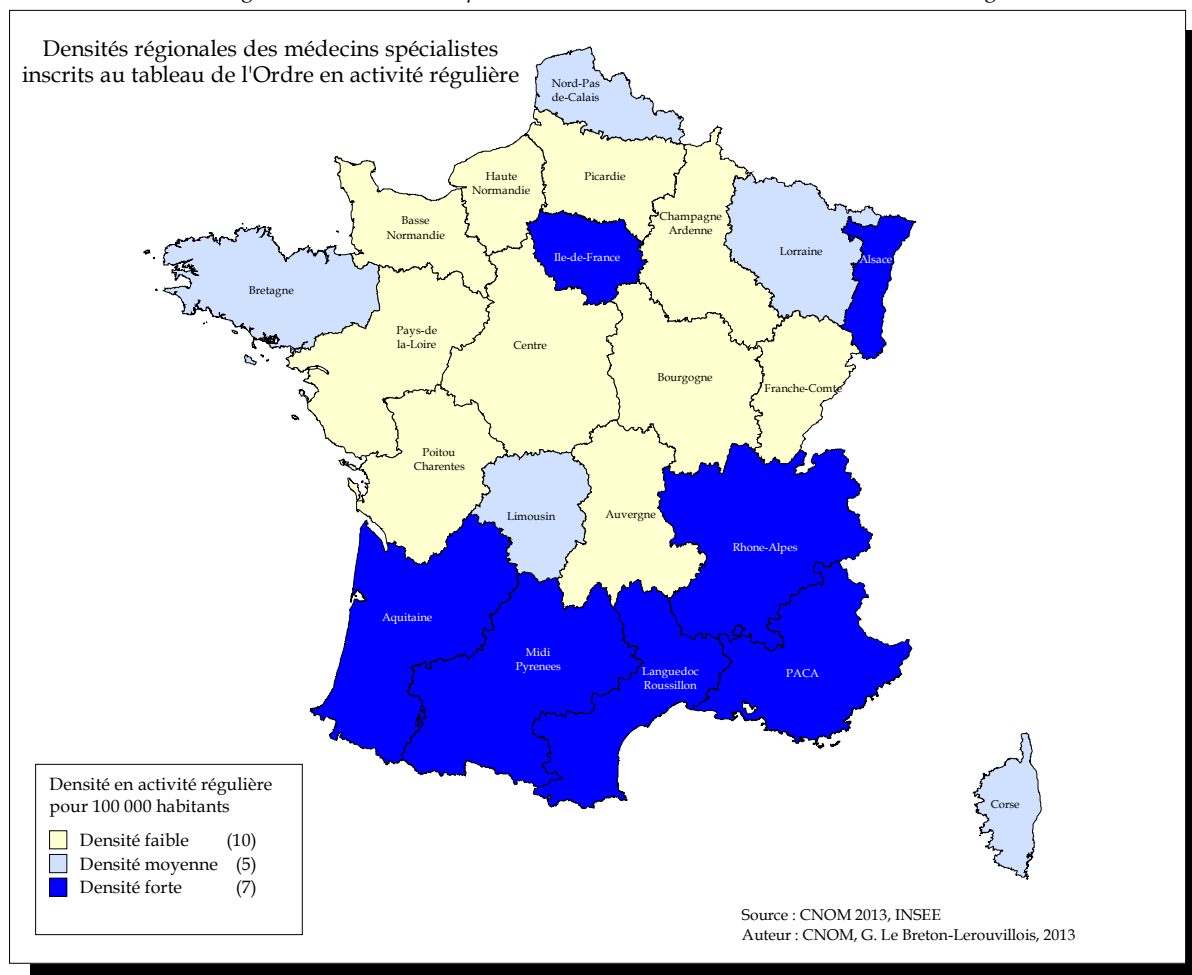 Densités régionales des médecins spécialistes
inscrits au tableau de l'Ordre en activité régulière
Nord-Pas
de-Calais
Haute
Normandie
Picardie
Basse
Normandie
Champagne
Ardenne
Ile-de-France
Lorraine
Alsace
Bretagne
Pays-de
la-Loire
Centre
Bourgogne
Franche-Comte
Poitou
Charentes
Limousin
Auvergne
Rhone-Alpes
Aquitaine
Midi
Pyrenees
Languedoc
Roussillon
PACA
Corse
Densité en activité régulière
pour 100 000 habitants
Densité faible (10)
Densité moyenne (5)
Densité forte (7)
Source : CNOM 2013, INSEE
Auteur : CNOM, G. Le Breton-Lerouvillois, 2013